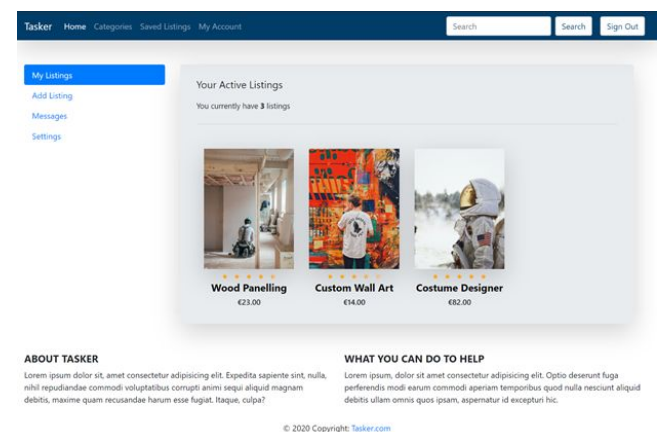 Tasker Home Categories Saved Listings My Account Search Search Sign Out
My Listings
Add Listing
Messages
Settings
Your Active Listings
You currently have 3 listings
Wood Panelling
€23.00
Custom Wall Art
€14.00
Costume Designer
€82.00
ABOUT TASKER
Lorem ipsum dolor sit, amet consectetur adipisicing elit. Expedita sapiente sint, nulla,
nihil repudiandae commodi voluptatibus corrupti animi sequi aliquid magnam
debitis, maxime quam recusandae harum esse fugiat. Itaque, culpa?
WHAT YOU CAN DO TO HELP
Lorem ipsum, dolor sit amet consectetur adipisicing elit. Optio deserunt fuga
perferendis modi earum commodi aperiam temporibus quod nulla nesciunt aliquid
debitis ullam omnis quos ipsam, aspernatur id excepturi hic.
© 2020 Copyright: Tasker.com